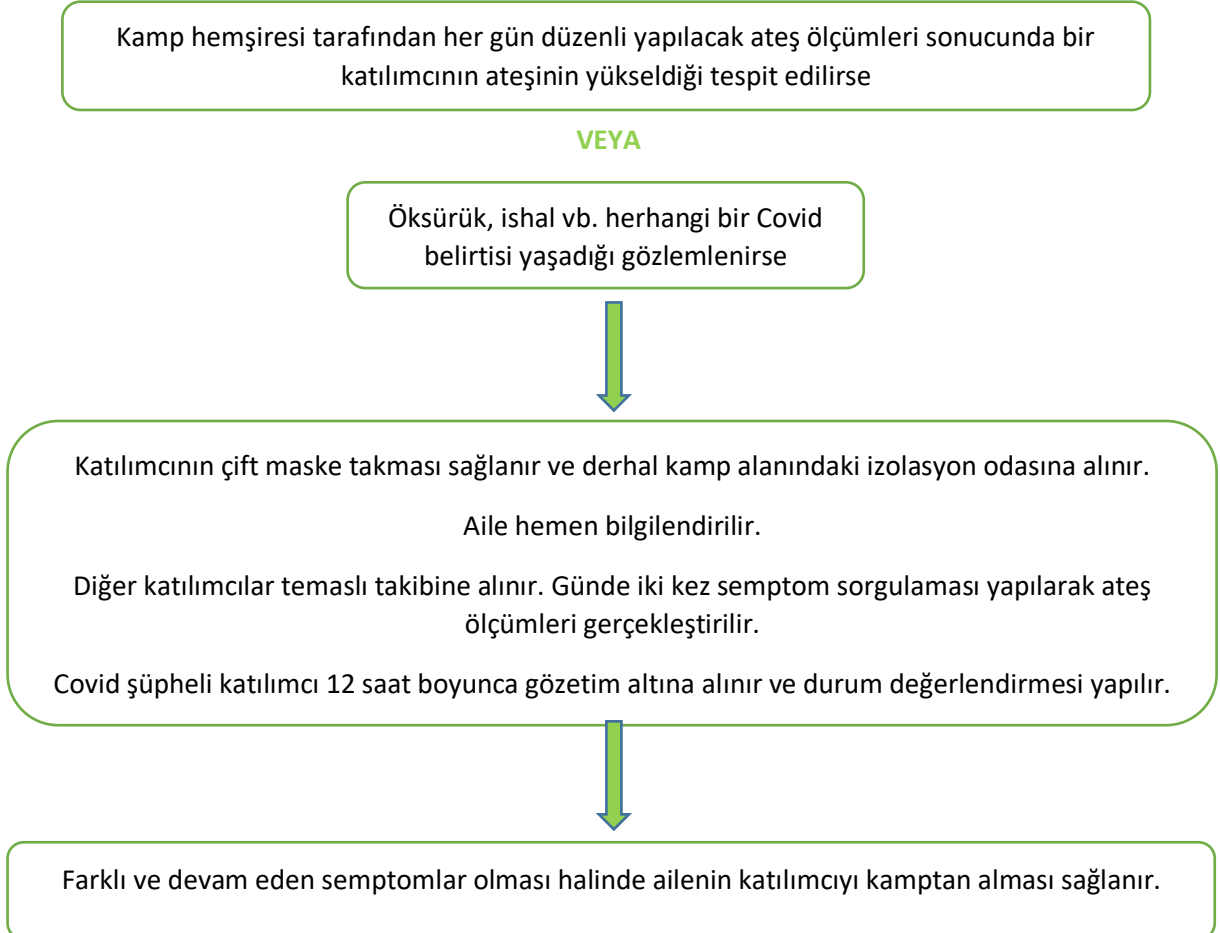 Kamp hemşiresi tarafından her gün düzenli yapılacak ateş ölçümleri sonucunda bir
katılımcının ateşinin yükseldiği tespit edilirse
VEYA
Öksürük, ishal vb. herhangi bir Covid
belirtisi yaşadığı gözlemlenirse
Katılımcının çift maske takması sağlanır ve derhal kamp alanındaki izolasyon odasına alınır.
Aile hemen bilgilendirilir.
Diğer katılımcılar temaslı takibine alınır. Günde iki kez semptom sorgulaması yapılarak ateş
ölçümleri gerçekleştirilir.
Covid şüpheli katılımcı 12 saat boyunca gözetim altına alınır ve durum değerlendirmesi yapılır.
Farklı ve devam eden semptomlar olması halinde ailenin katılımcıyı kamptan alması sağlanır.